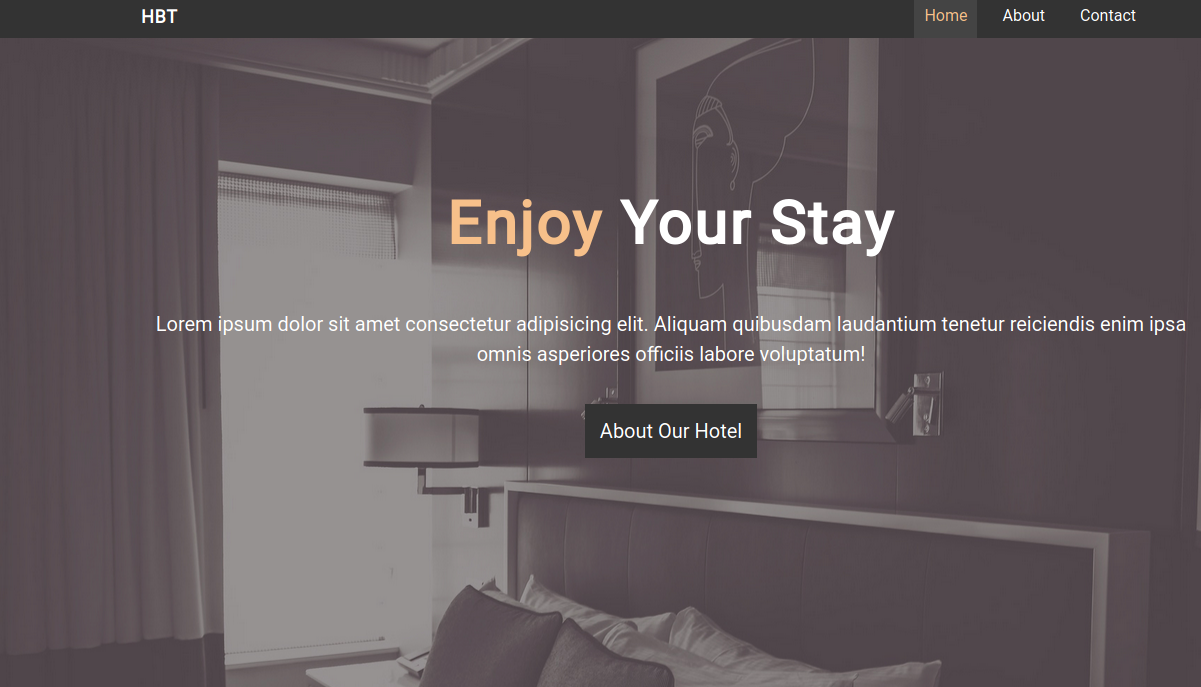 HBT
Home About Contact
Enjoy Your Stay
Lorem ipsum dolor sit amet consectetur adipisicing elit. Aliquam quibusdam laudantium tenetur reiciendis enim ipsa
omnis asperiores officiis labore voluptatum!
About Our Hotel